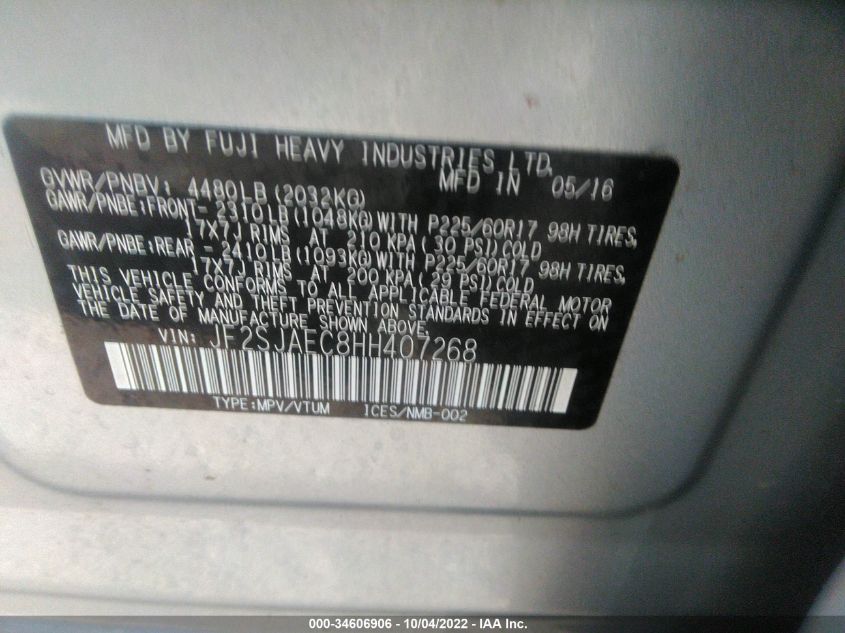 MFD BY FUJI HEAVY INDUSTRIES LTD.
MFD IN 05/16
GVWR/PNBV: 4480LB (2032KG)
GAWR/PNBE:FRONT- 2310LB(1048KG)WITH P225/60R17 98H TIRES,
17X7J RIMS AT 210 KPA( 30 PSI)COLD
GAWR/PNBE:REAR - 2410LB(1093KG)WITH P225/60R17 98H TIRES,
17X7J RIMS AT 200 KPA( 29 PSI)COLD
THIS VEHICLE CONFORMS TO ALL APPLICABLE FEDERAL MOTOR
VEHICLE SAFETY AND THEFT PREVENTION STANDARDS IN EFFECT ON
THE DATE OF MANUFACTURE SHOWN ABOVE.
VIN: JF2SJAEC8HH407268
TYPE:MPV/VTUM ICES/NMB-002
000-34606906 - 10/04/2022 - IAA Inc.